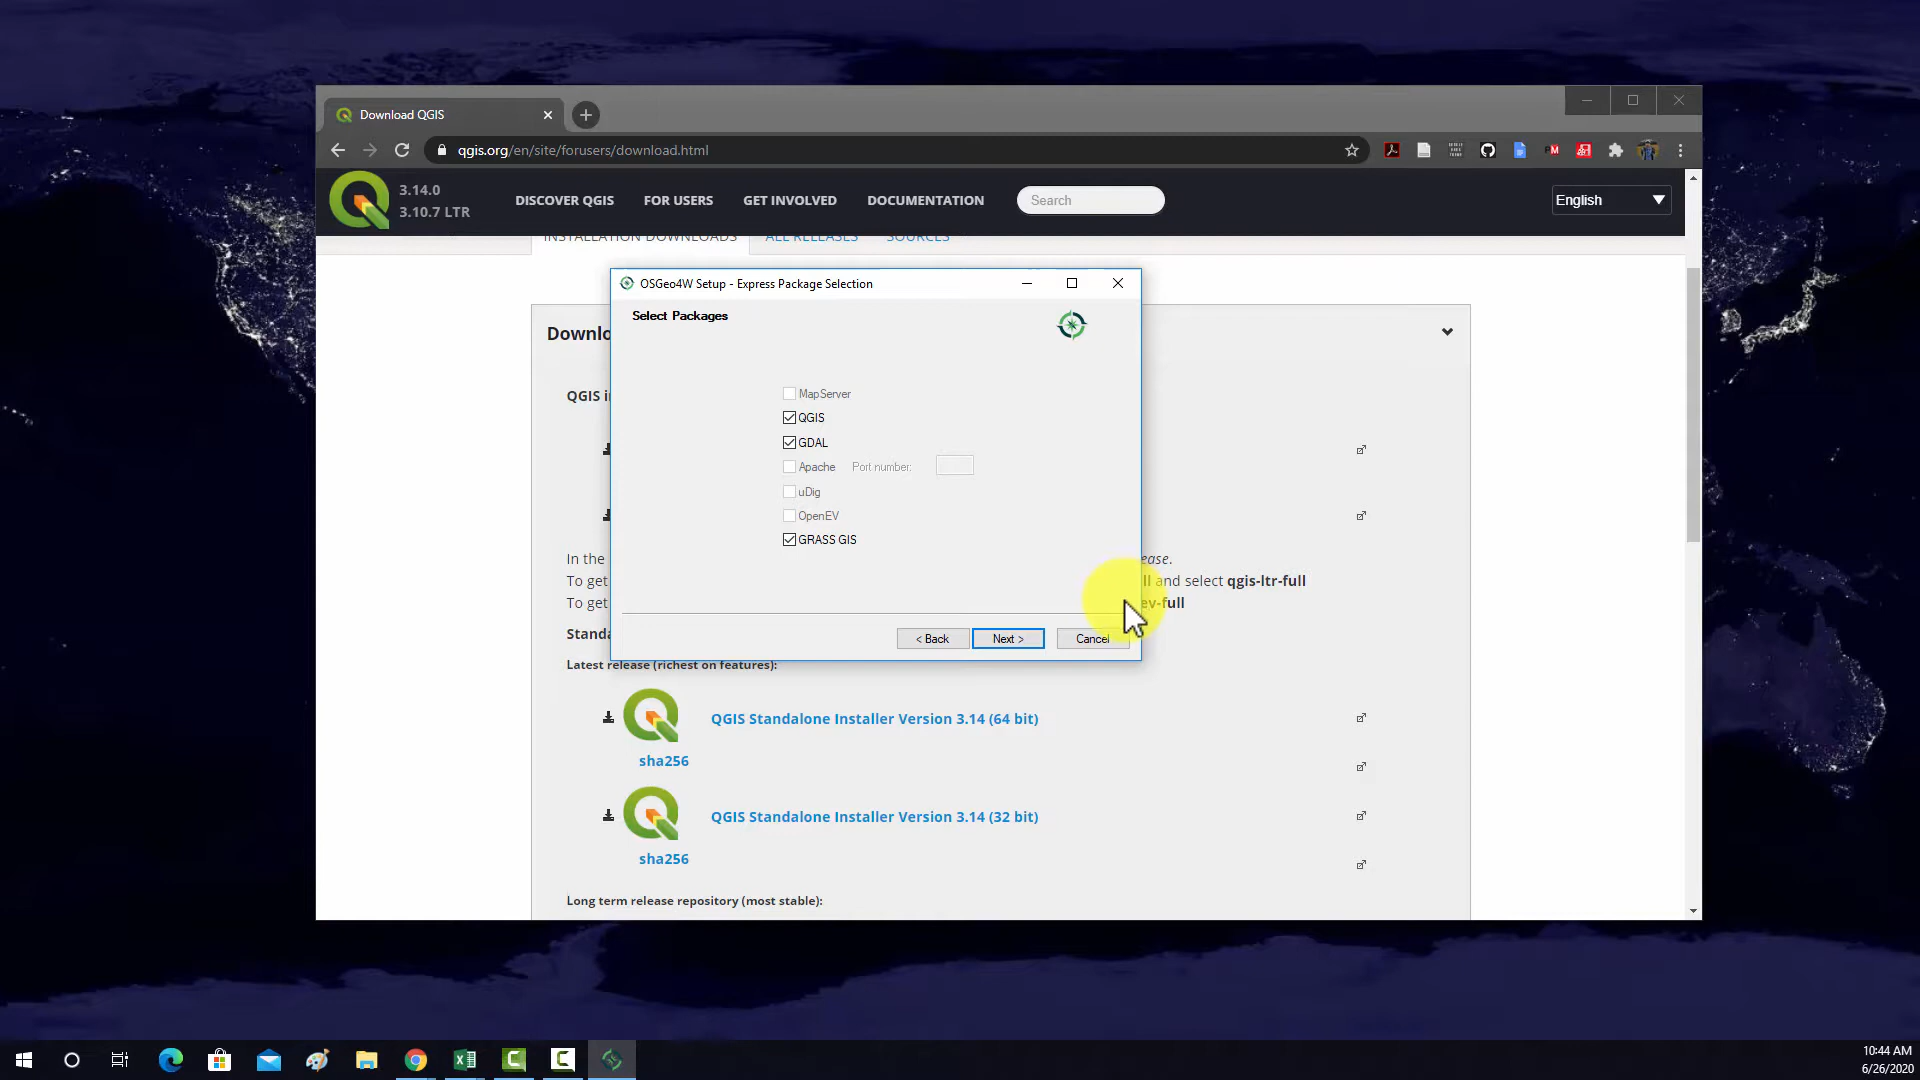 Download QGIS
qgis.org/en/site/forusers/download.html
3.14.0
3.10.7 LTR
DISCOVER QGIS
FOR USERS
GET INVOLVED
DOCUMENTATION
Search
English
INSTALLATION DOWNLOADS
ALL RELEASES
SOURCES
OSGeo4W Setup - Express Package Selection
Select Packages
Downlo
QGIS i
MapServer
QGIS
GDAL
Apache Port number:
uDig
OpenEV
GRASS GIS
In the
ease.
To get
ll and select qgis-ltr-full
To get
ev-full
Standa
< Back
Next >
Cancel
Latest release (richest on features):
QGIS Standalone Installer Version 3.14 (64 bit)
sha256
QGIS Standalone Installer Version 3.14 (32 bit)
sha256
Long term release repository (most stable):
10:44 AM
6/26/2020